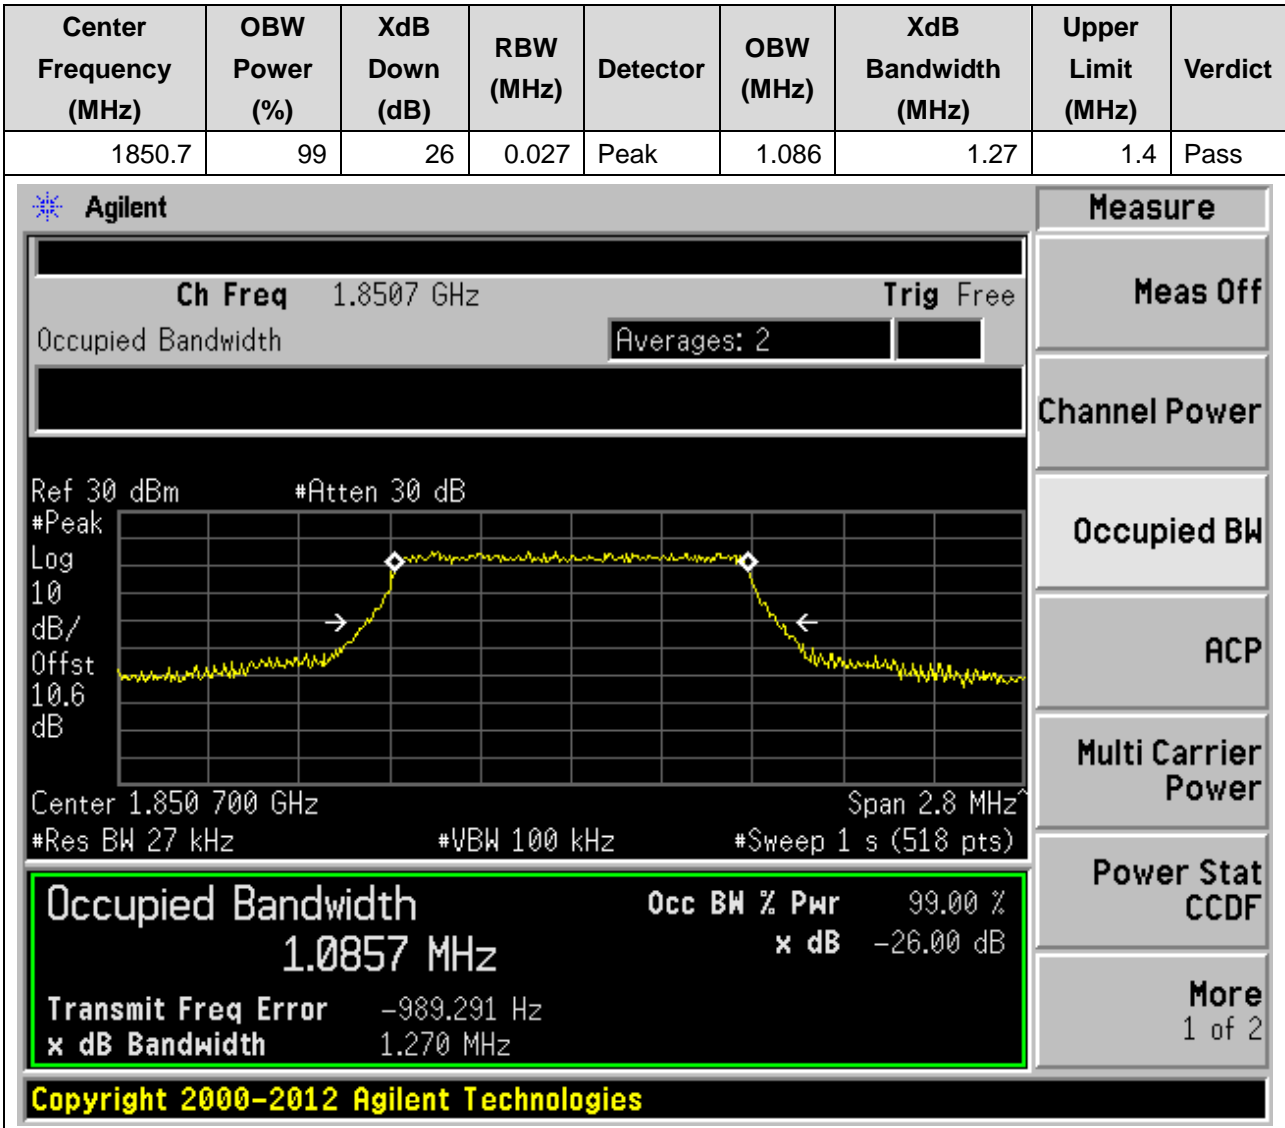 Center Frequency (MHz) OBW Power (%) XdB Down (dB) RBW (MHz) Detector OBW (MHz) XdB Bandwidth (MHz) Upper Limit (MHz) Verdict
1850.7 99 26 0.027 Peak 1.086 1.27 1.4 Pass
Agilent
Measure
Ch Freq 1.8507 GHz Trig Free
Occupied Bandwidth Averages: 2
Meas Off
Channel Power
Occupied BW
ACP
Multi Carrier
Power
Power Stat
CCDF
More
1 of 2
Ref 30 dBm #Atten 30 dB
#Peak
Log
10
dB/
Offst
10.6
dB
Center 1.850 700 GHz Span 2.8 MHz^
#Res BW 27 kHz #VBW 100 kHz #Sweep 1 s (518 pts)
Occupied Bandwidth Occ BW % Pwr 99.00 %
1.0857 MHz x dB -26.00 dB
Transmit Freq Error -989.291 Hz
x dB Bandwidth 1.270 MHz
Copyright 2000-2012 Agilent Technologies